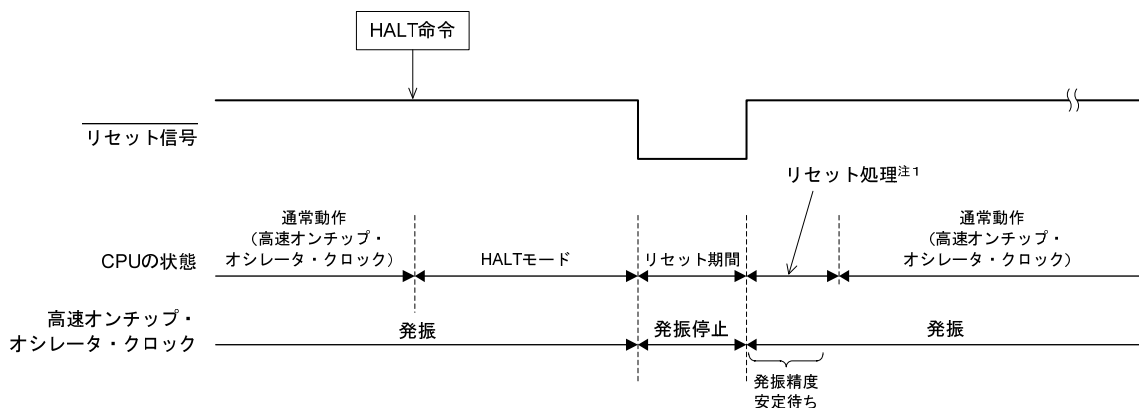 HALT命令
リセット信号
リセット処理注1
通常動作
(高速オンチップ・
オシレータ・クロック)
通常動作
(高速オンチップ・
オシレータ・クロック)
CPUの状態
HALTモード
リセット期間
高速オンチップ・
オシレータ・クロック
発振
発振停止
発振
発振精度
安定待ち